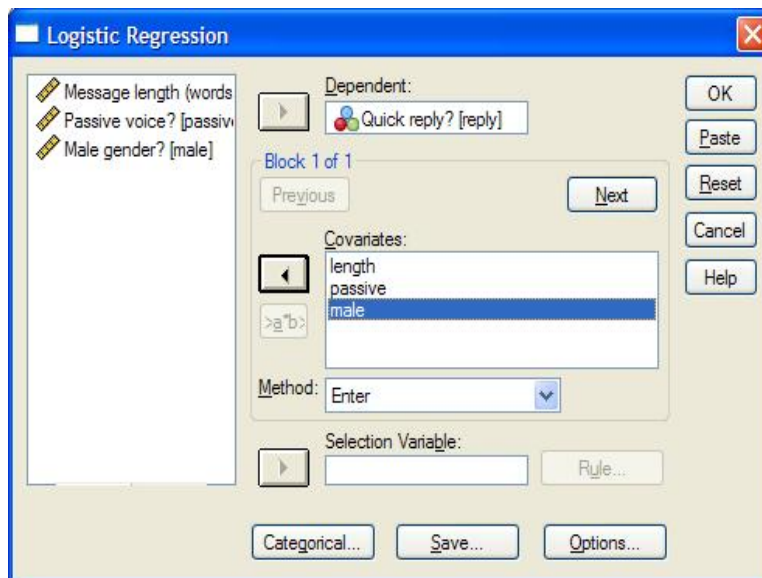 Logistic Regression
Message length (words
Passive voice? [passiv
Male gender? [male]
Dependent:
Quick reply? [reply]
Block 1 of 1
Previous
Next
Covariates:
length
passive
male
>a*b>
Method:
Enter
Selection Variable:
Rule...
Categorical...
Save...
Options...
OK
Paste
Reset
Cancel
Help